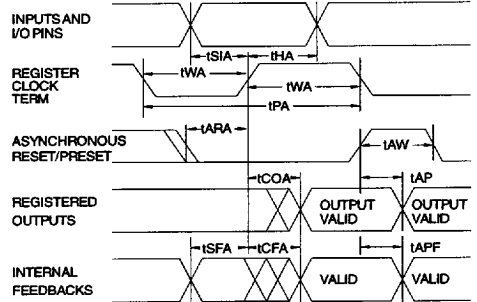 INPUTS AND
I/O PINS
tSIA tHA
REGISTER
CLOCK
TERM
tWA
tWA
tPA
tARA
ASYNCHRONOUS
RESET/PRESET
tAW
tCOA
tAP
REGISTERED
OUTPUTS
OUTPUT
VALID
OUTPUT
VALID
tSFA tCFA
tAPF
INTERNAL
FEEDBACKS
VALID
VALID